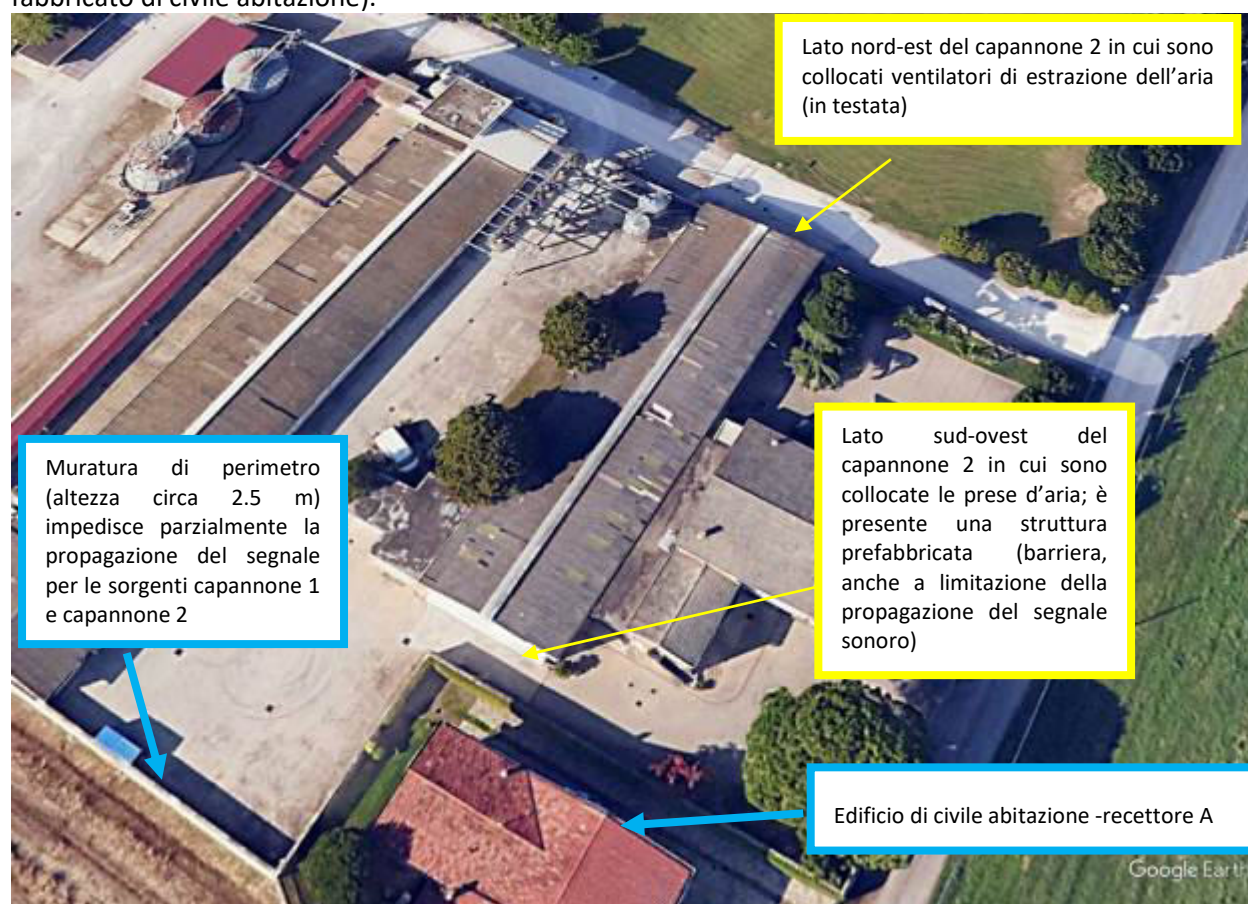 fabbricato di civile abitazione).
Lato nord-est del capannone 2 in cui sono
collocati ventilatori di estrazione dell’aria
(in testata)
Muratura di perimetro
(altezza circa 2.5 m)
impedisce parzialmente la
propagazione del segnale
per le sorgenti capannone 1
e capannone 2
Lato sud-ovest del
capannone 2 in cui sono
collocate le prese d’aria; è
presente una struttura
prefabbricata (barriera,
anche a limitazione della
propagazione del segnale
sonoro)
Edificio di civile abitazione -recettore A
Google Earth